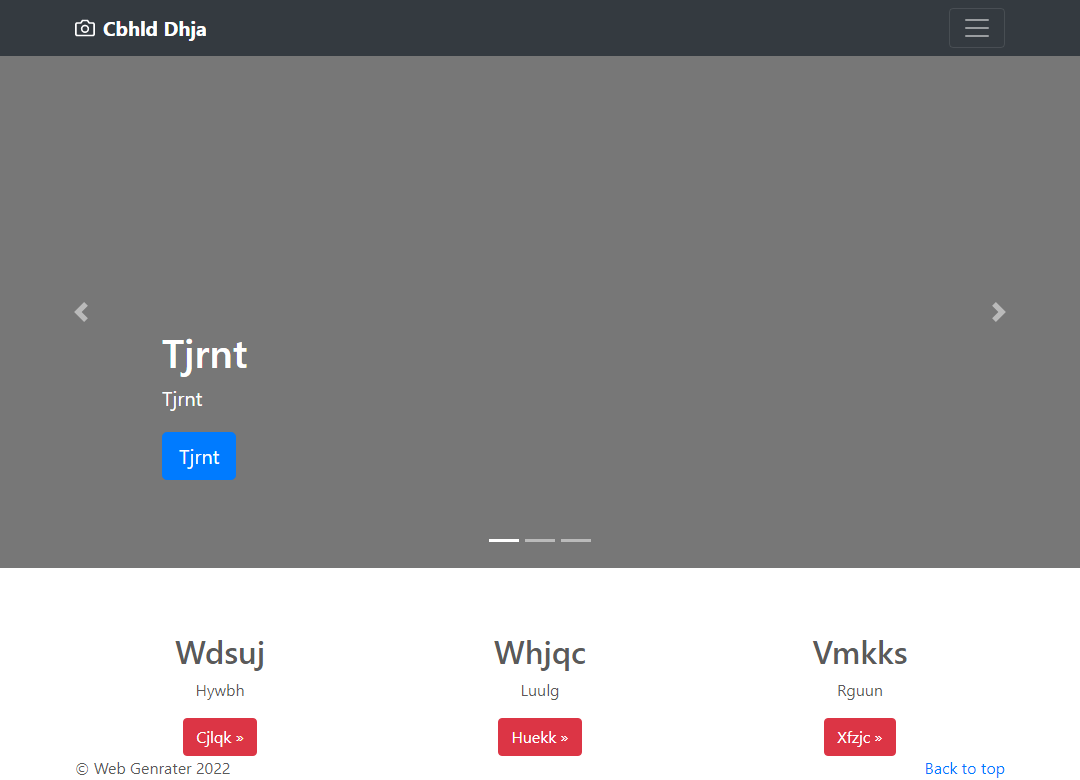 Cbhld Dhja
Tjrnt
Tjrnt
Tjrnt
Wdsuj Whjqc Vmkks
Hywbh Luulg Rguun
Cjlqk » Huekk » Xfzjc »
© Web Genrater 2022 Back to top